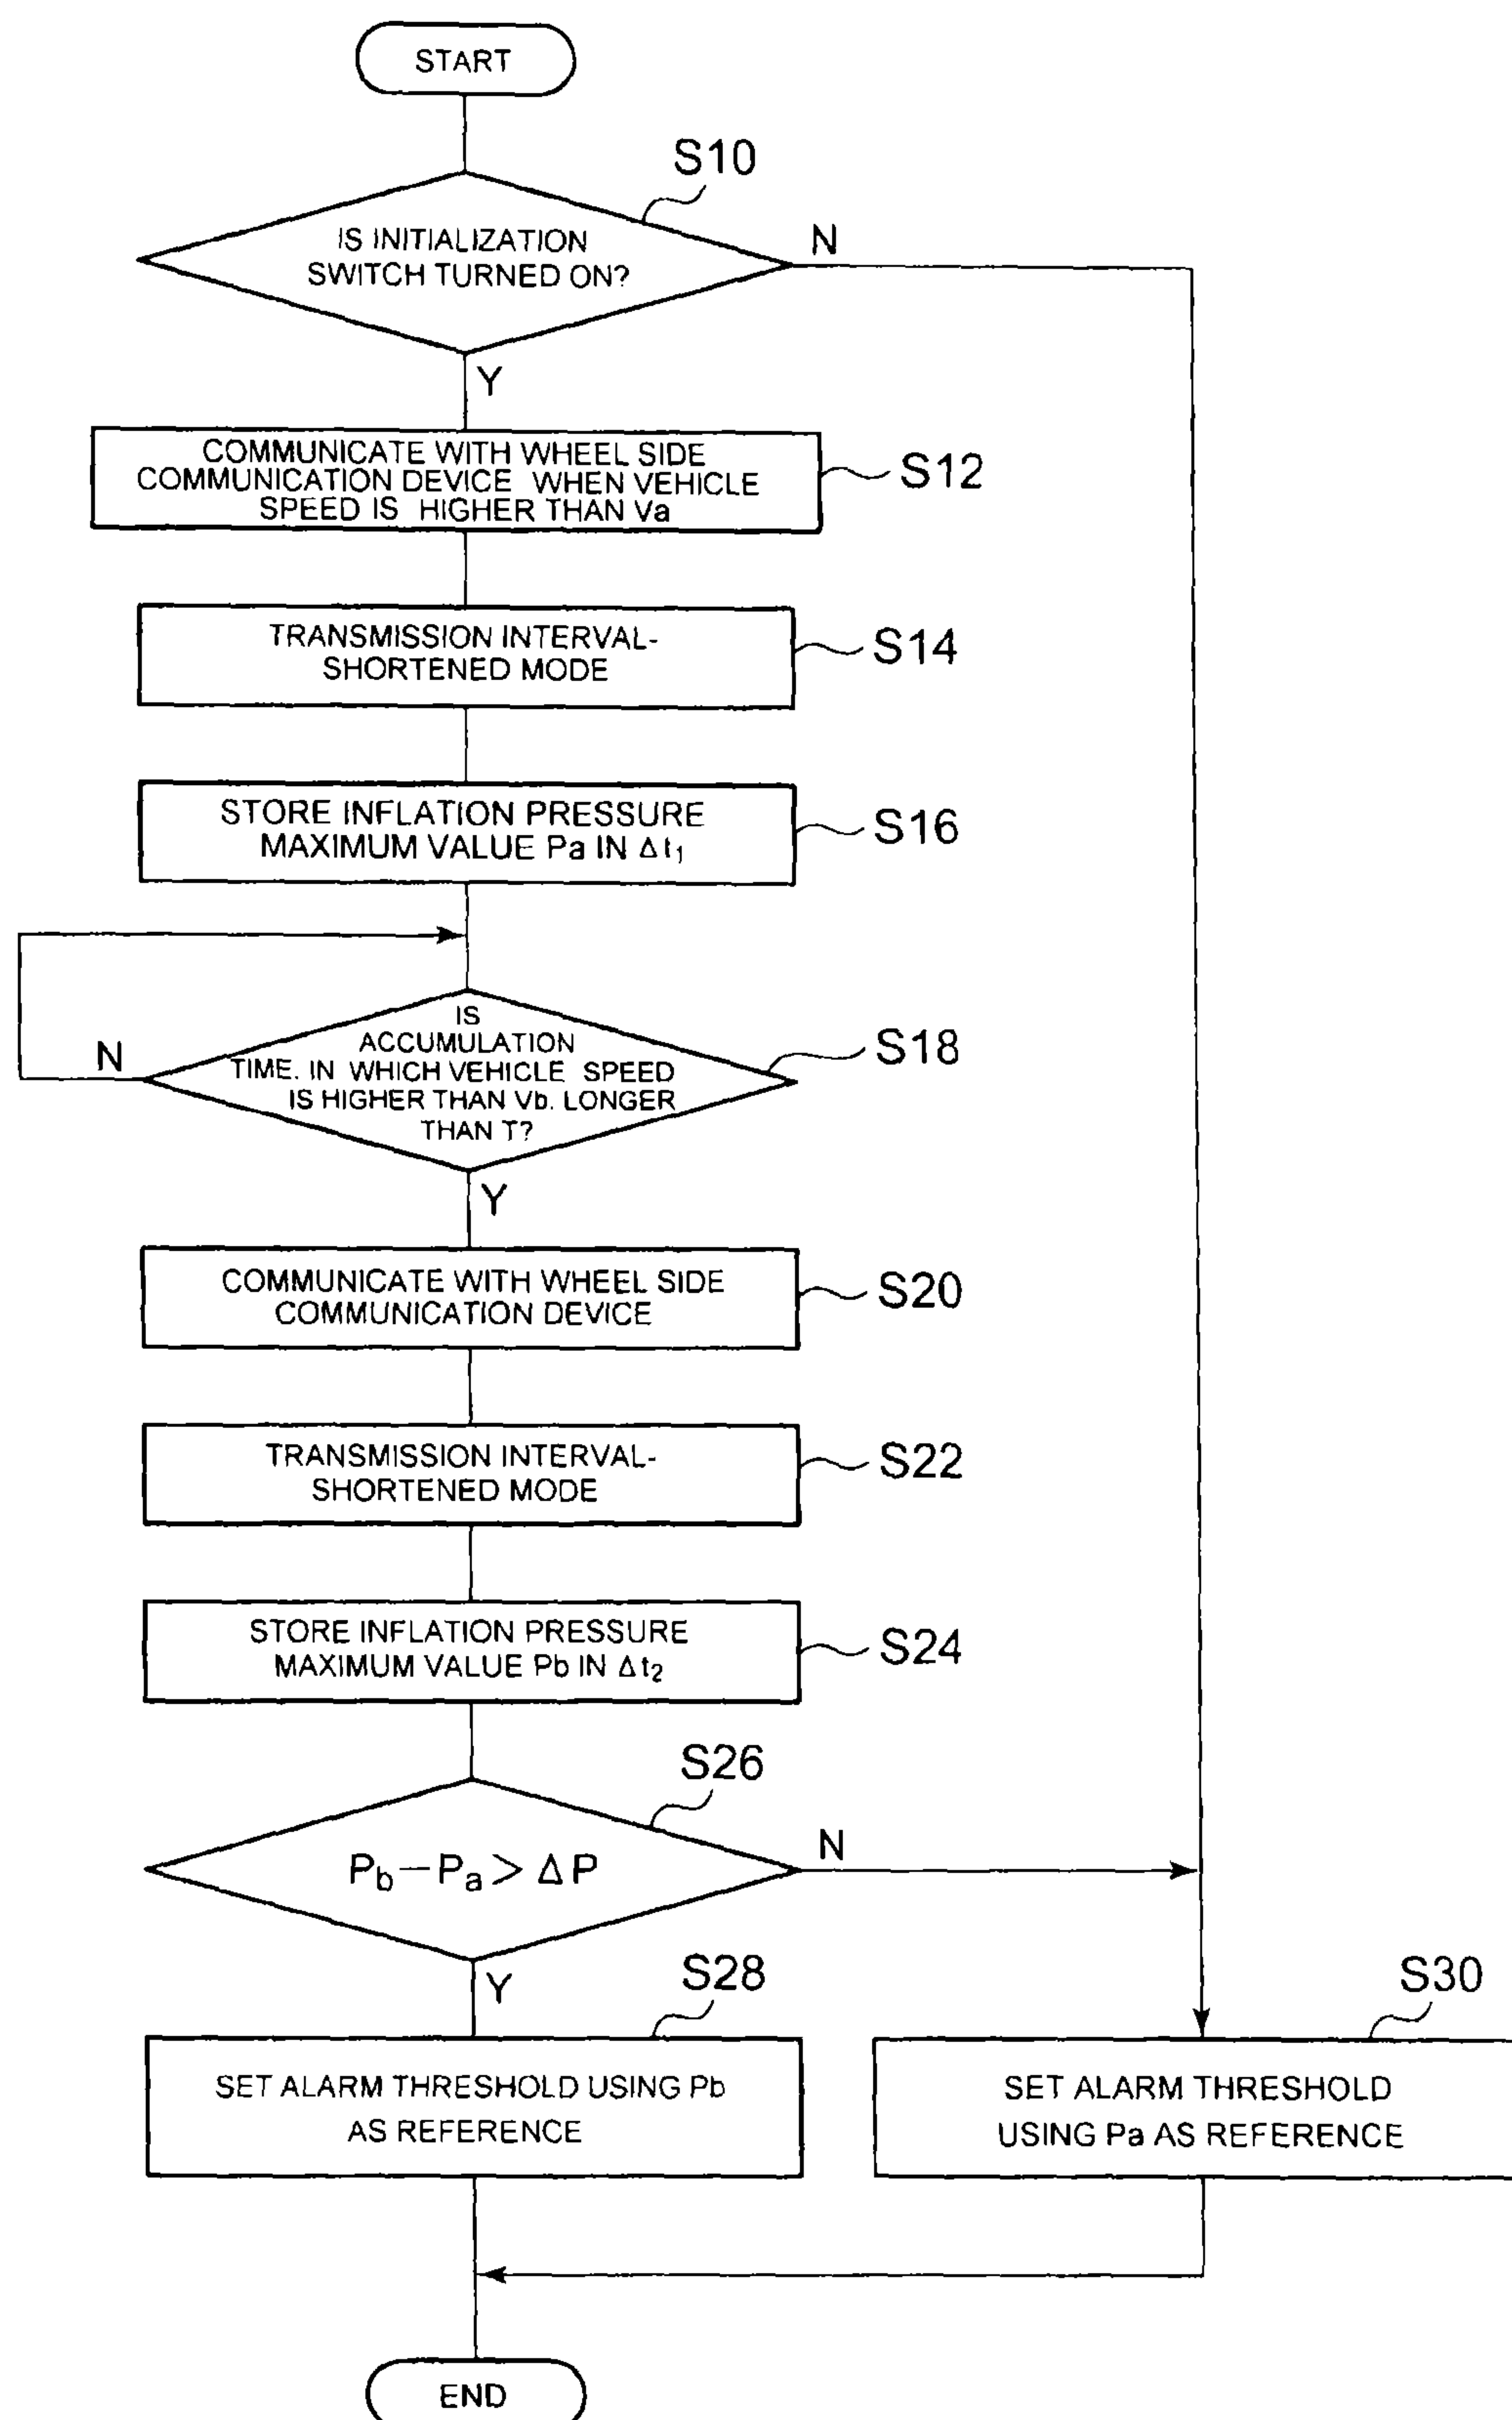 START
S10
IS INITIALIZATION
SWITCH TURNED ON?
N
Y
COMMUNICATE WITH WHEEL SIDE
COMMUNICATION DEVICE WHEN VEHICLE
SPEED IS HIGHER THAN Va
S12
TRANSMISSION INTERVAL-
SHORTENED MODE
S14
STORE INFLATION PRESSURE
MAXIMUM VALUE Pa IN Δt₁
S16
IS
ACCUMULATION
TIME. IN WHICH VEHICLE SPEED
IS HIGHER THAN Vb. LONGER
THAN T?
S18
N
Y
COMMUNICATE WITH WHEEL SIDE
COMMUNICATION DEVICE
S20
TRANSMISSION INTERVAL-
SHORTENED MODE
S22
STORE INFLATION PRESSURE
MAXIMUM VALUE Pb IN Δt₂
S24
S26
Pb−Pa>ΔP
N
Y
S28
SET ALARM THRESHOLD USING Pb
AS REFERENCE
S30
SET ALARM THRESHOLD
USING Pa AS REFERENCE
END